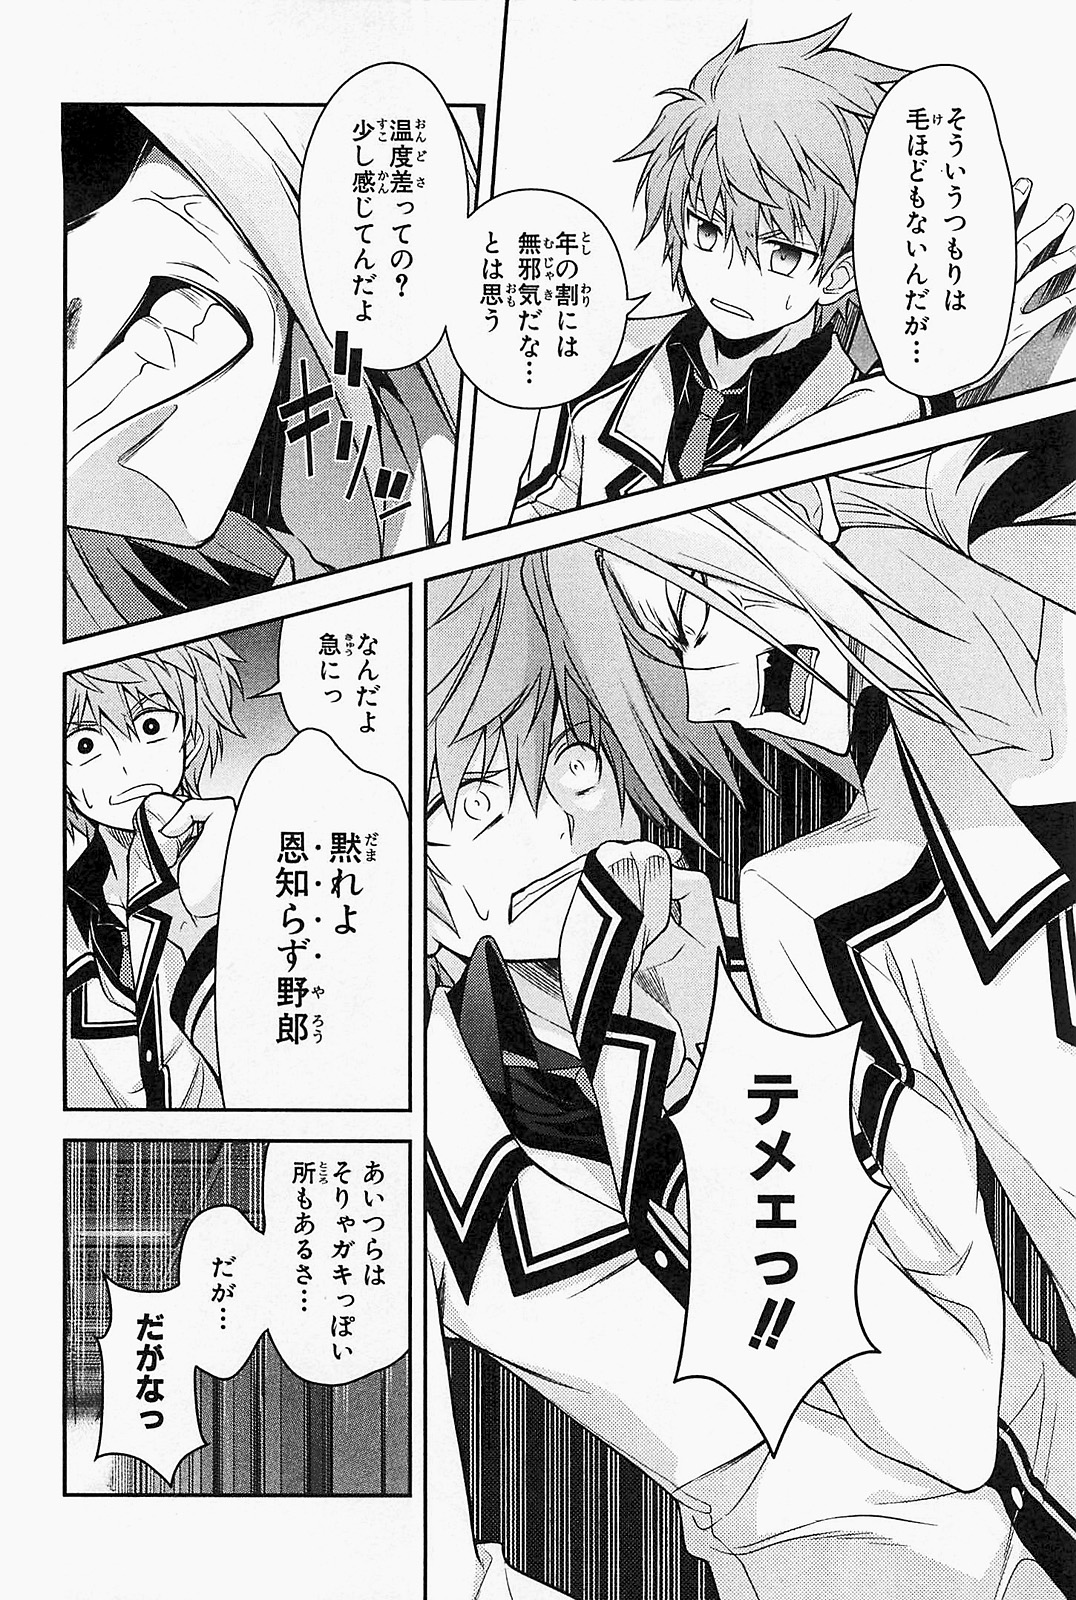 そういうつもりは
毛ほどもないんだが…
年の割には
無邪気だな…
とは思う
温度差っての?
少し感じてんだよ
ギリッ
テメェっ!!
なんだよ
急にっ
黙れよ
恩知らず野郎
あいつらは
そりゃガキっぽい
所もあるさ…
だが…
だがなっ